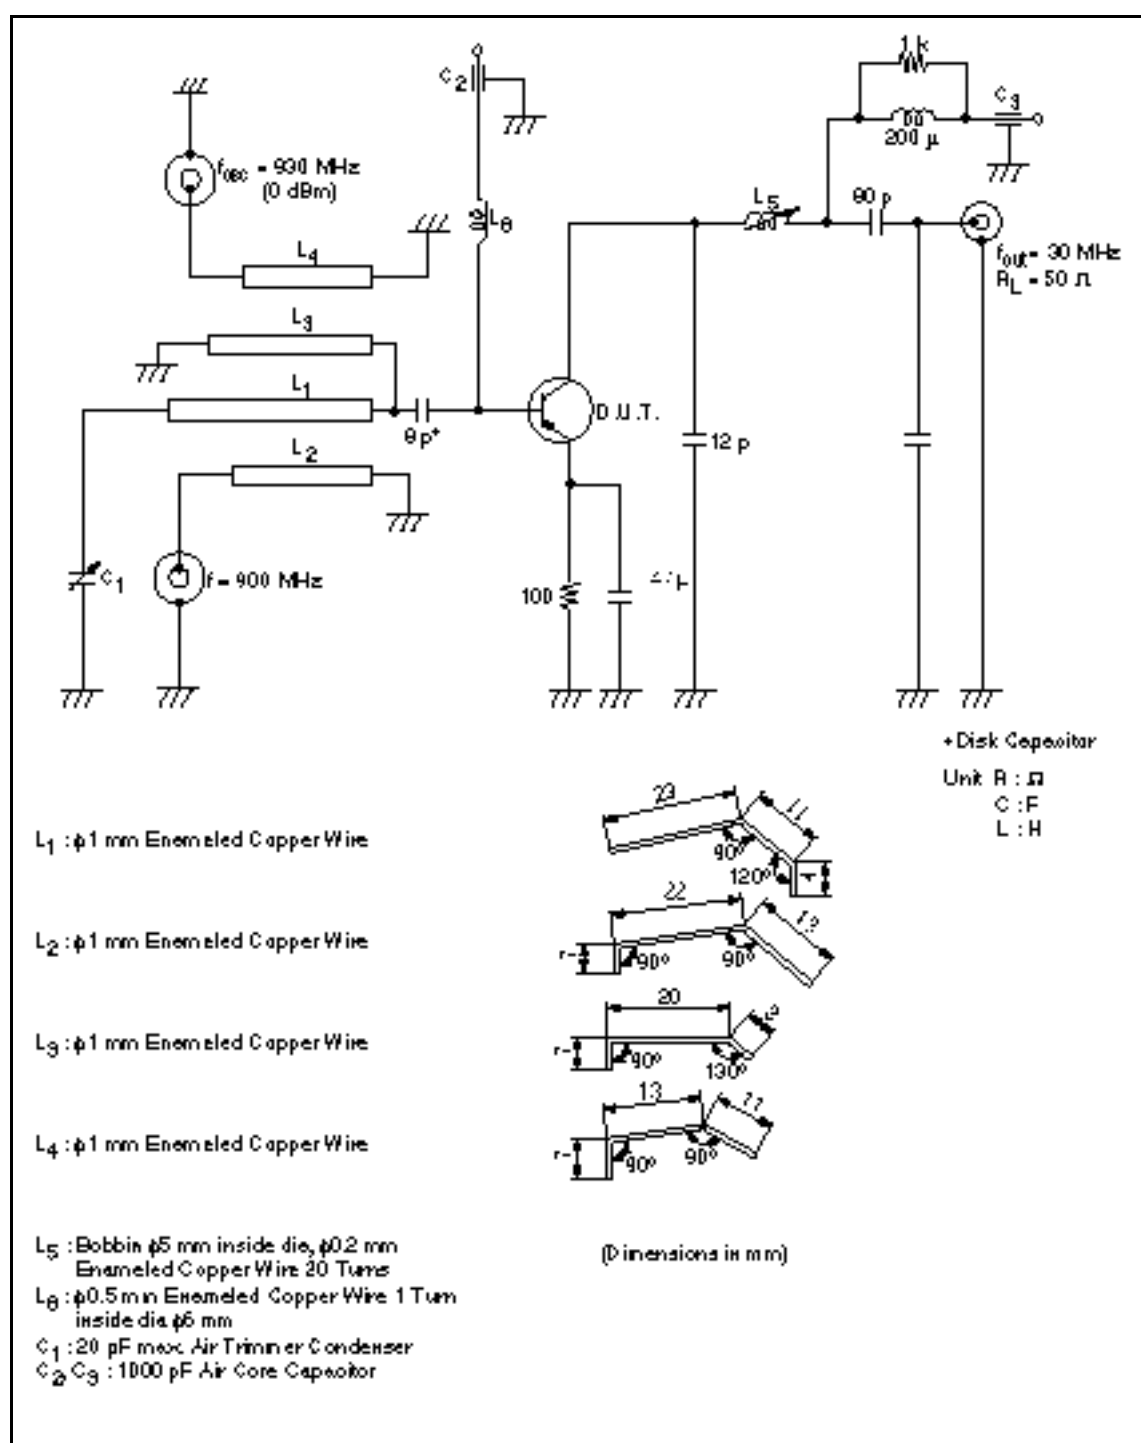 1 k
C2
C3
200 µ
fOSC = 930 MHz
(0 dBm)
L5
L6
fout = 30 MHz
RL = 50 Ω
L4
L3
L1
D.U.T.
12 p
L2
C1
f = 900 MHz
100
*Disk Capacitor
Unit R : Ω
C : F
L : H
23
11
L1 : φ1 mm Enameled Copper Wire
90°
120°
4
22
L2 : φ1 mm Enameled Copper Wire
90°
90°
20
L3 : φ1 mm Enameled Copper Wire
90°
130°
13
L4 : φ1 mm Enameled Copper Wire
90°
90°
L5 : Bobbin φ5 mm inside dia, φ0.2 mm
Enameled Copper Wire 20 Turns
(Dimensions in mm)
L6 : φ0.5 mm Enameled Copper Wire 1 Turn
inside dia
C1 : 20 pF max. Air Trimmer Condenser
C2, C3 : 1000 pF Air Core Capacitor